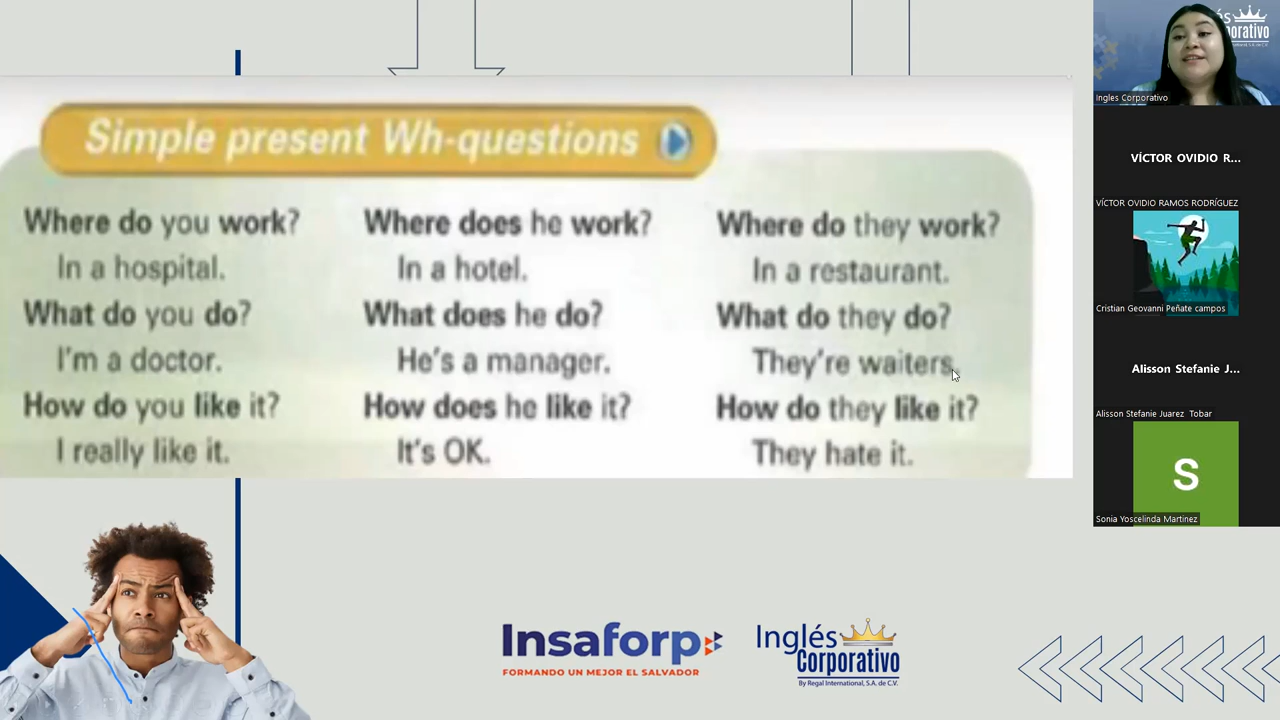 Simple present Wh-questions
Where do you work?
In a hospital.
What do you do?
I'm a doctor.
How do you like it?
I really like it.
Where does he work?
In a hotel.
What does he do?
He's a manager.
How does he like it?
It's OK.
Where do they work?
In a restaurant.
What do they do?
They're waiters.
How do they like it?
They hate it.
Insaforp
FORMANDO UN MEJOR EL SALVADOR
Inglés
Corporativo
By Regal International, S.A. de C.V.
és
orativo
Ingles Corporativo
VÍCTOR OVIDIO R...
VÍCTOR OVIDIO RAMOS RODRÍGUEZ
Cristian Geovanni Peñate campos
Alisson Stefanie J...
Alisson Stefanie Juarez Tobar
S
Sonia Yoscelinda Martinez